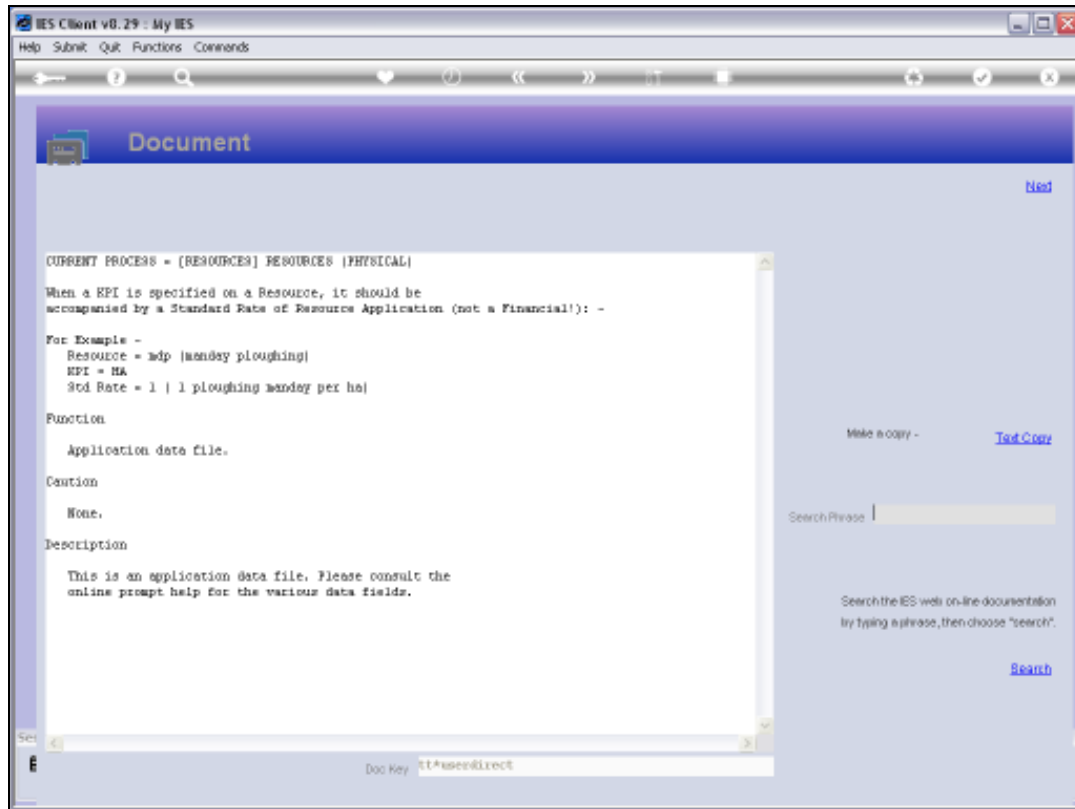 IES Client v8.29 : My IES
Help Submit Quit Functions Commands
Document
Next
CURRENT PROCESS = [RESOURCES] RESOURCES (PHYSICAL)
When a KPI is specified on a Resource, it should be
accompanied by a Standard Rate of Resource Application (not a Financial!): -
For Example -
Resource = mdp (manday ploughing)
KPI = HA
Std Rate = 1 ( 1 ploughing manday per ha)
Function
Application data file.
Caution
None.
Description
This is an application data file. Please consult the
online prompt help for the various data fields.
Make a copy -
Text Copy
Search Phrase
Search the IES web on-line documentation
by typing a phrase, then choose "search".
Search
Doc Key tt*userdirect